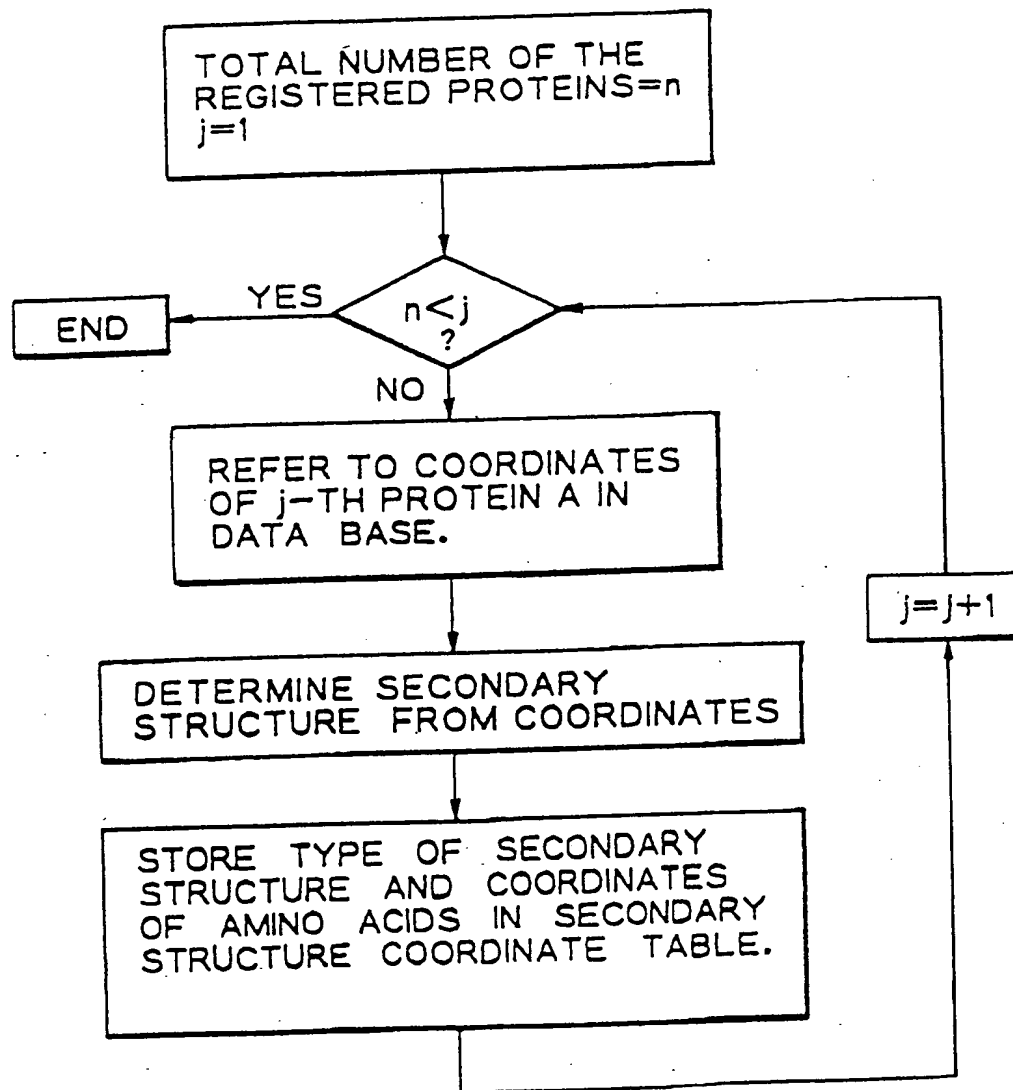 TOTAL NUMBER OF THE
REGISTERED PROTEINS=n
j=1
n<j
?
YES
END
NO
REFER TO COORDINATES
OF j-TH PROTEIN A IN
DATA BASE.
DETERMINE SECONDARY
STRUCTURE FROM COORDINATES
STORE TYPE OF SECONDARY
STRUCTURE AND COORDINATES
OF AMINO ACIDS IN SECONDARY
STRUCTURE COORDINATE TABLE.
j=j+1